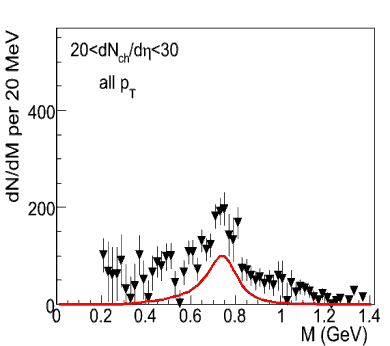 dN/dM per 20 MeV
20<dN_ch/dη<30
all p_T
400
200
0
0 0.2 0.4 0.6 0.8 1 1.2 1.4
M (GeV)